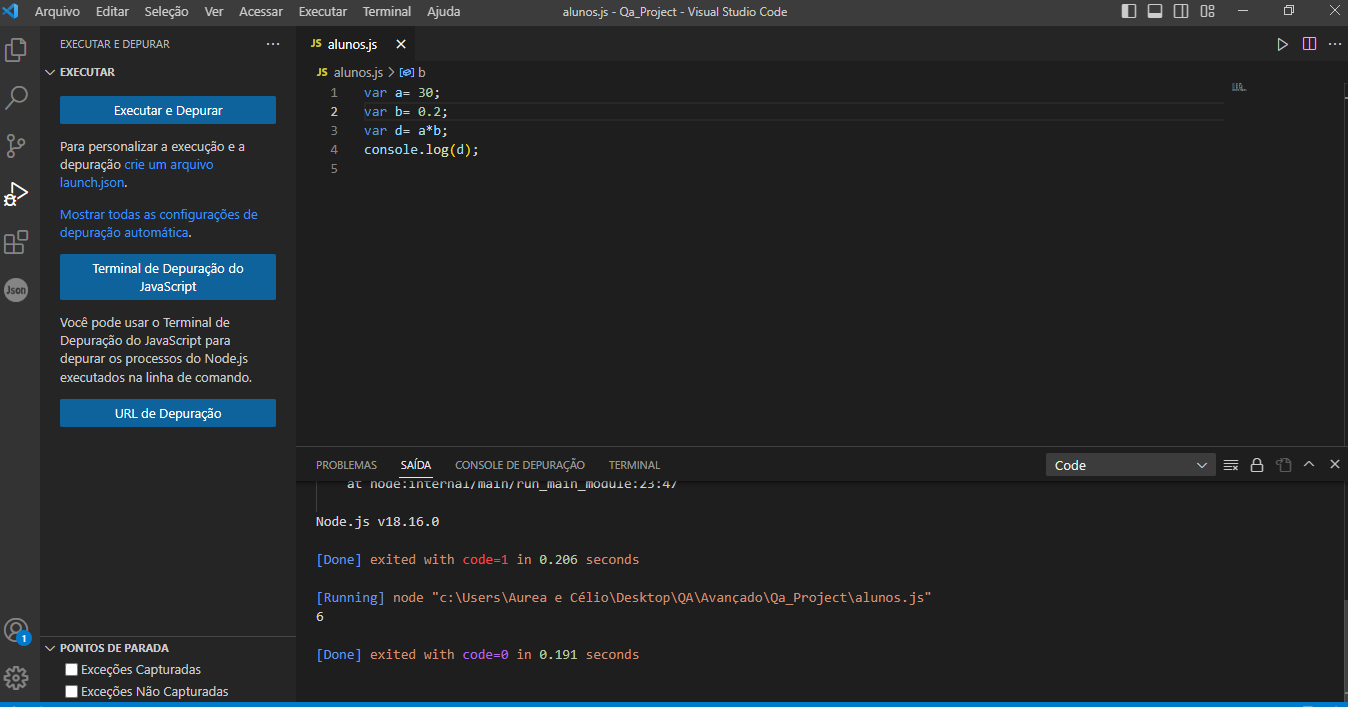 Arquivo Editar Seleção Ver Acessar Executar Terminal Ajuda alunos.js - Qa_Project - Visual Studio Code
EXECUTAR E DEPURAR
EXECUTAR
Executar e Depurar
Para personalizar a execução e a
depuração crie um arquivo
launch.json.
Mostrar todas as configurações de
depuração automática.
Terminal de Depuração do
JavaScript
Você pode usar o Terminal de
Depuração do JavaScript para
depurar os processos do Node.js
executados na linha de comando.
URL de Depuração
Json
1
PONTOS DE PARADA
Exceções Capturadas
Exceções Não Capturadas
JS alunos.js
JS alunos.js > b
1 var a= 30;
2 var b= 0.2;
3 var d= a*b;
4 console.log(d);
5
PROBLEMAS SAÍDA CONSOLE DE DEPURAÇÃO TERMINAL Code
at node:internal/main/run_main_module:23:47
Node.js v18.16.0
[Done] exited with code=1 in 0.206 seconds
[Running] node "c:\Users\Aurea e Célio\Desktop\QA\Avançado\Qa_Project\alunos.js"
6
[Done] exited with code=0 in 0.191 seconds